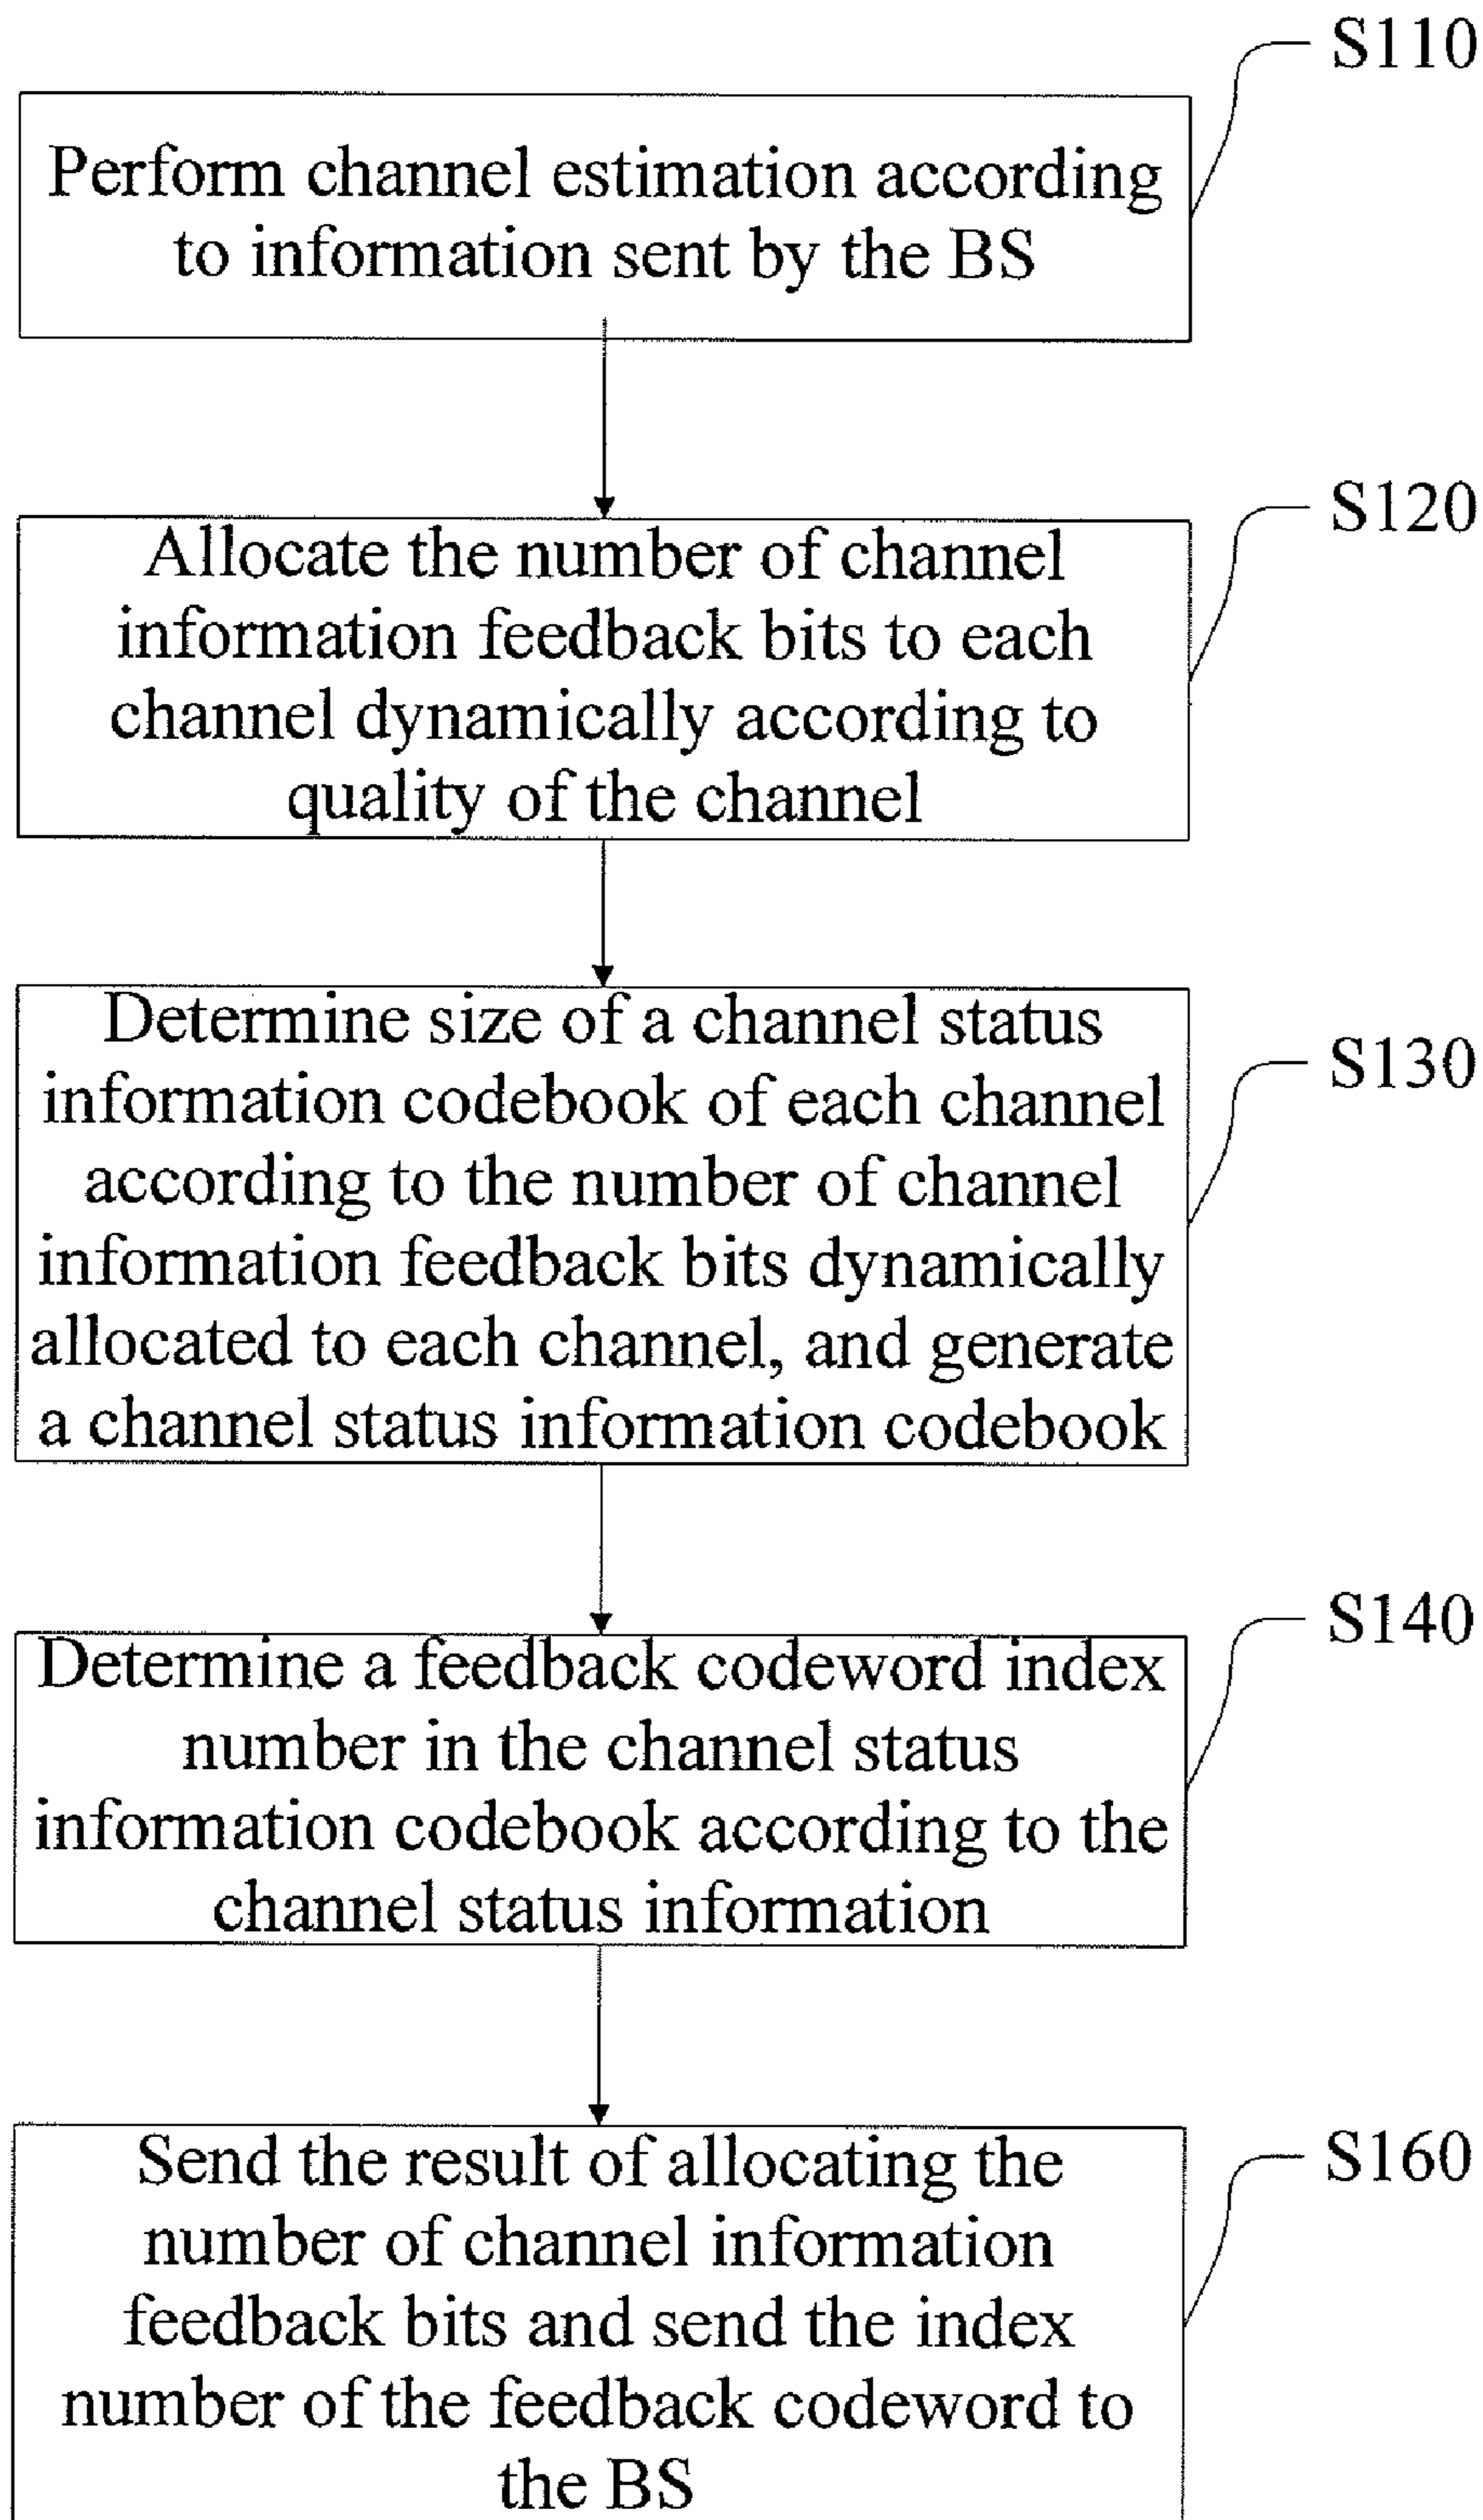 S110
Perform channel estimation according
to information sent by the BS
S120
Allocate the number of channel
information feedback bits to each
channel dynamically according to
quality of the channel
S130
Determine size of a channel status
information codebook of each channel
according to the number of channel
information feedback bits dynamically
allocated to each channel, and generate
a channel status information codebook
S140
Determine a feedback codeword index
number in the channel status
information codebook according to the
channel status information
S160
Send the result of allocating the
number of channel information
feedback bits and send the index
number of the feedback codeword to
the BS